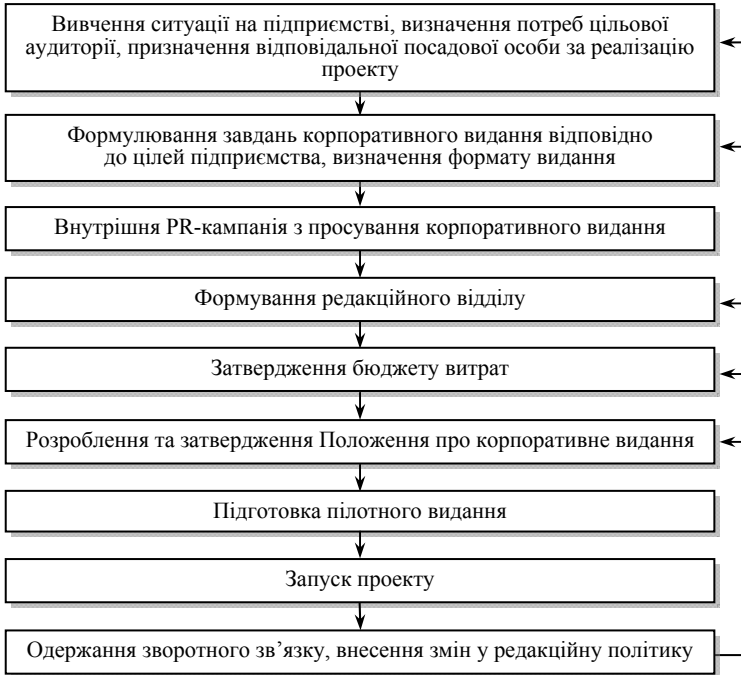 Вивчення ситуації на підприємстві, визначення потреб цільової
аудиторії, призначення відповідальної посадової особи за реалізацію
проекту
Формулювання завдань корпоративного видання відповідно
до цілей підприємства, визначення формату видання
Внутрішня PR-кампанія з просування корпоративного видання
Формування редакційного відділу
Затвердження бюджету витрат
Розроблення та затвердження Положення про корпоративне видання
Підготовка пілотного видання
Запуск проекту
Одержання зворотного зв’язку, внесення змін у редакційну політику